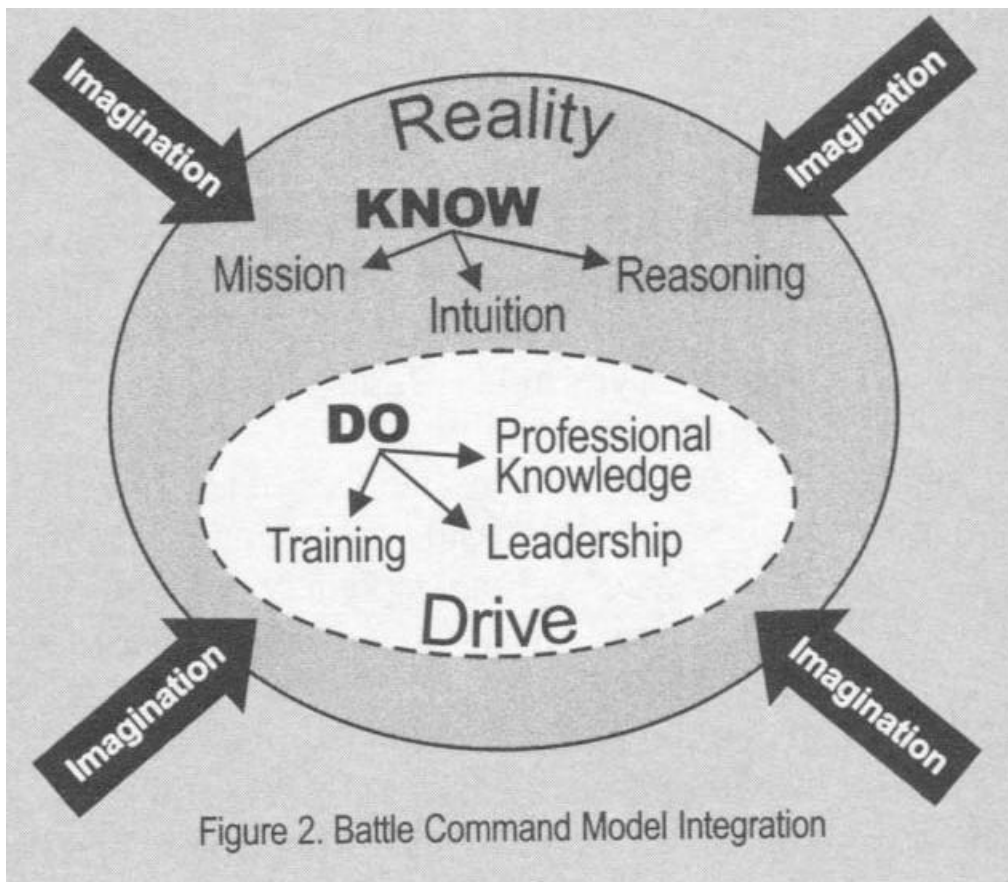 Imagination
Imagination
Reality
KNOW
Mission
Reasoning
Intuition
DO
Professional
Knowledge
Training
Leadership
Drive
Imagination
Imagination
Figure 2. Battle Command Model Integration